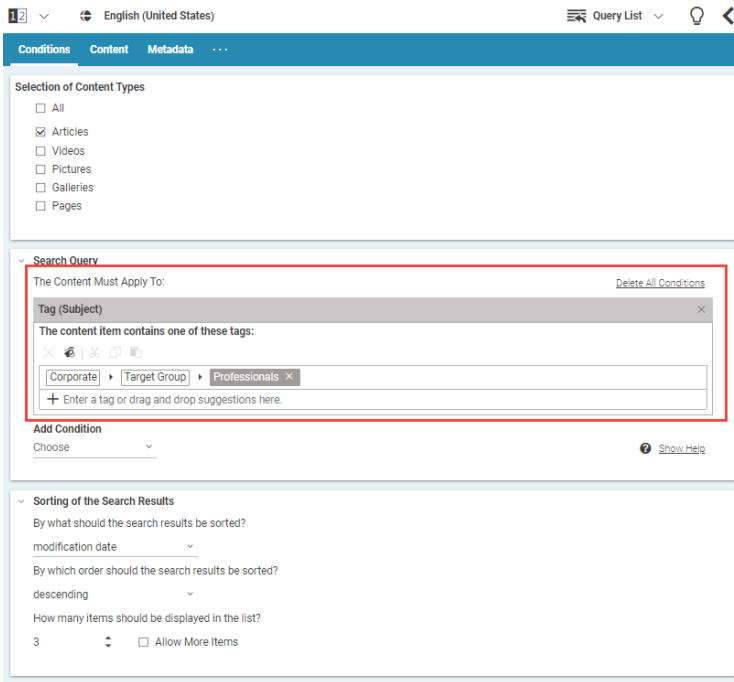 12 English (United States) Query List
Conditions Content Metadata ...
Selection of Content Types
All
Articles
Videos
Pictures
Galleries
Pages
Search Query
The Content Must Apply To: Delete All Conditions
Tag (Subject)
The content item contains one of these tags:
Corporate Target Group Professionals
Enter a tag or drag and drop suggestions here.
Add Condition
Choose Show Help
Sorting of the Search Results
By what should the search results be sorted?
modification date
By which order should the search results be sorted?
descending
How many items should be displayed in the list?
3 Allow More Items